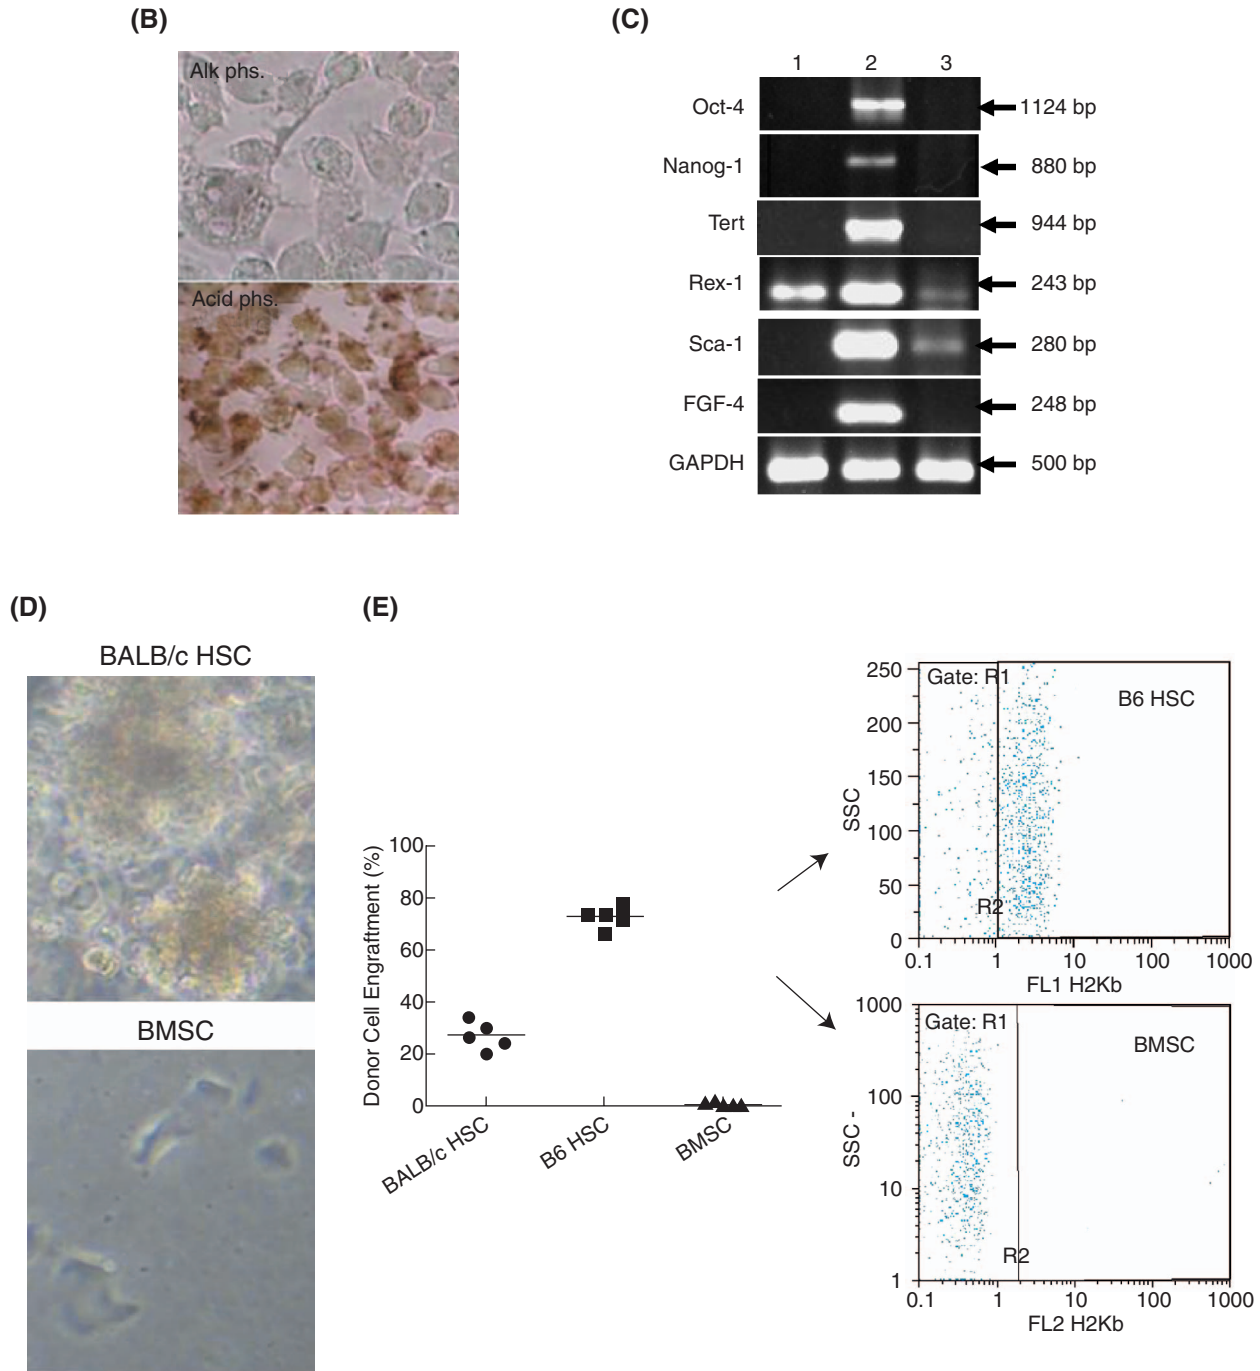 (B)
Alk phs.
Acid phs.
(C)
1 2 3
Oct-4 1124 bp
Nanog-1 880 bp
Tert 944 bp
Rex-1 243 bp
Sca-1 280 bp
FGF-4 248 bp
GAPDH 500 bp
(D)
BALB/c HSC
BMSC
(E)
Donor Cell Engraftment (%)
100
80
60
40
20
0
BALB/c HSC
B6 HSC
BMSC
Gate: R1
B6 HSC
R2
SSC
250
200
150
100
50
0
0.1 1 10 100 1000
FL1 H2Kb
Gate: R1
BMSC
R2
SSC -
1000
100
10
1
0.1 1 10 100 1000
FL2 H2Kb